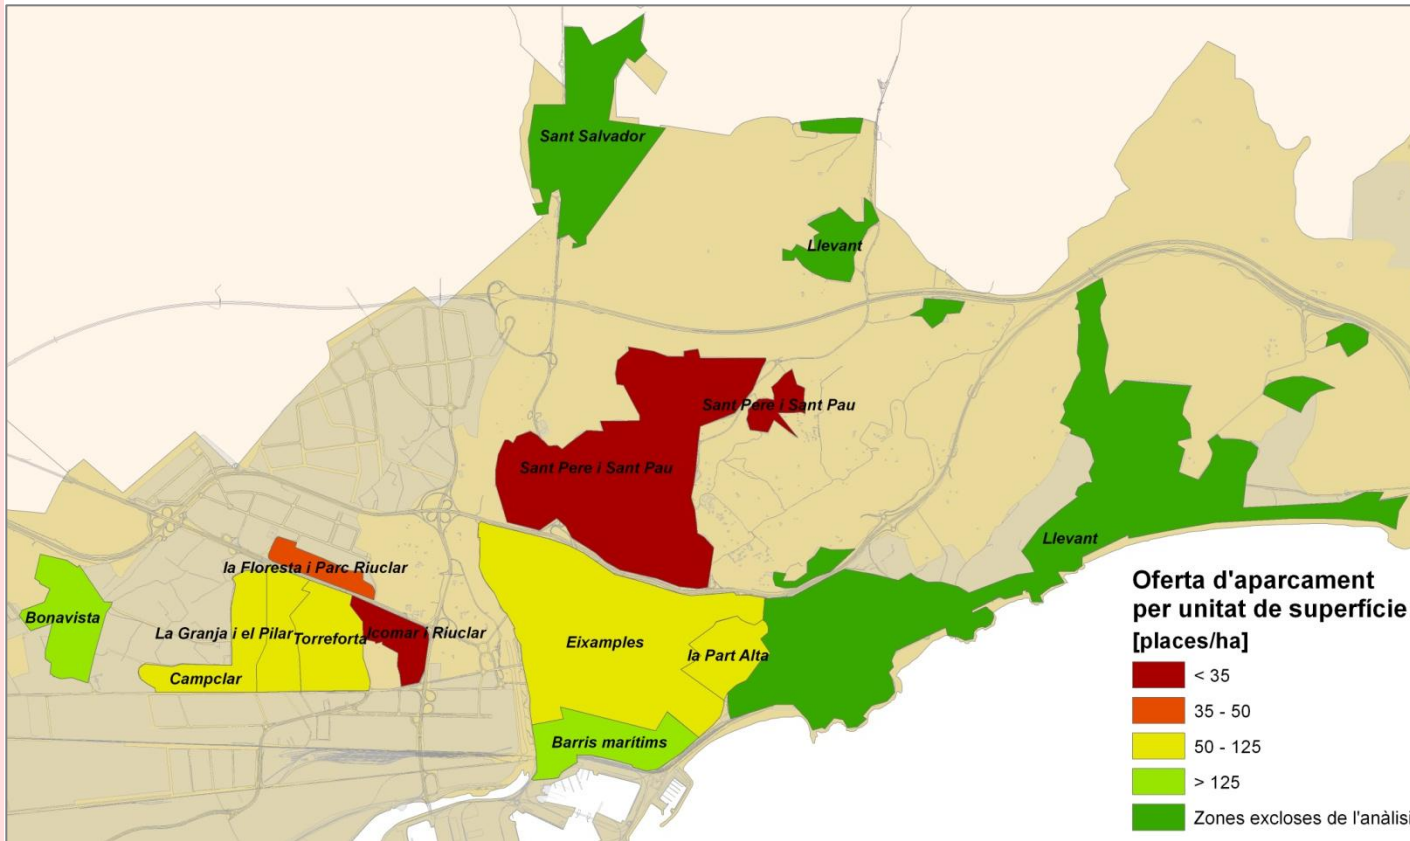 Sant Salvador
Llevant
Sant Pere i Sant Pau
Sant Pere i Sant Pau
Llevant
la Floresta i Parc Riuclar
Bonavista
La Granja i el Pilar
Torreforta
Icomar i Riuclar
Campclar
Eixamples
la Part Alta
Barris marítims
Oferta d'aparcament
per unitat de superfície
[places/ha]
< 35
35 - 50
50 - 125
> 125
Zones excloses de l'anàlisi